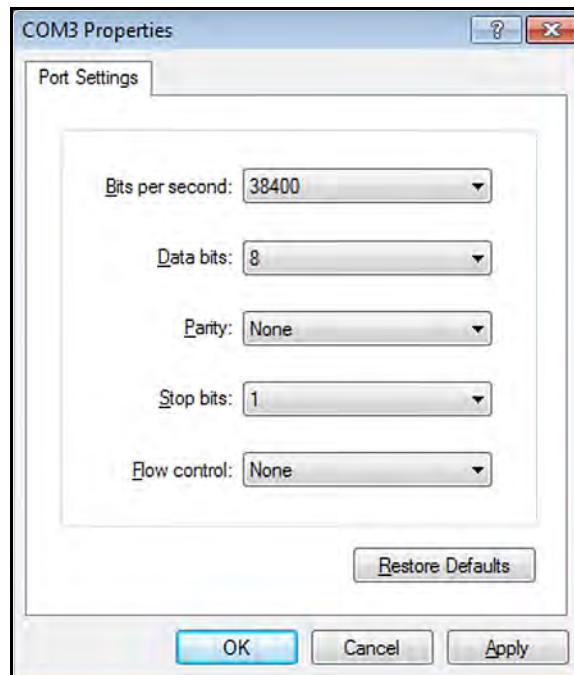 COM3 Properties
?
Port Settings
Bits per second: 38400
Data bits: 8
Parity: None
Stop bits: 1
Flow control: None
Restore Defaults
OK Cancel Apply